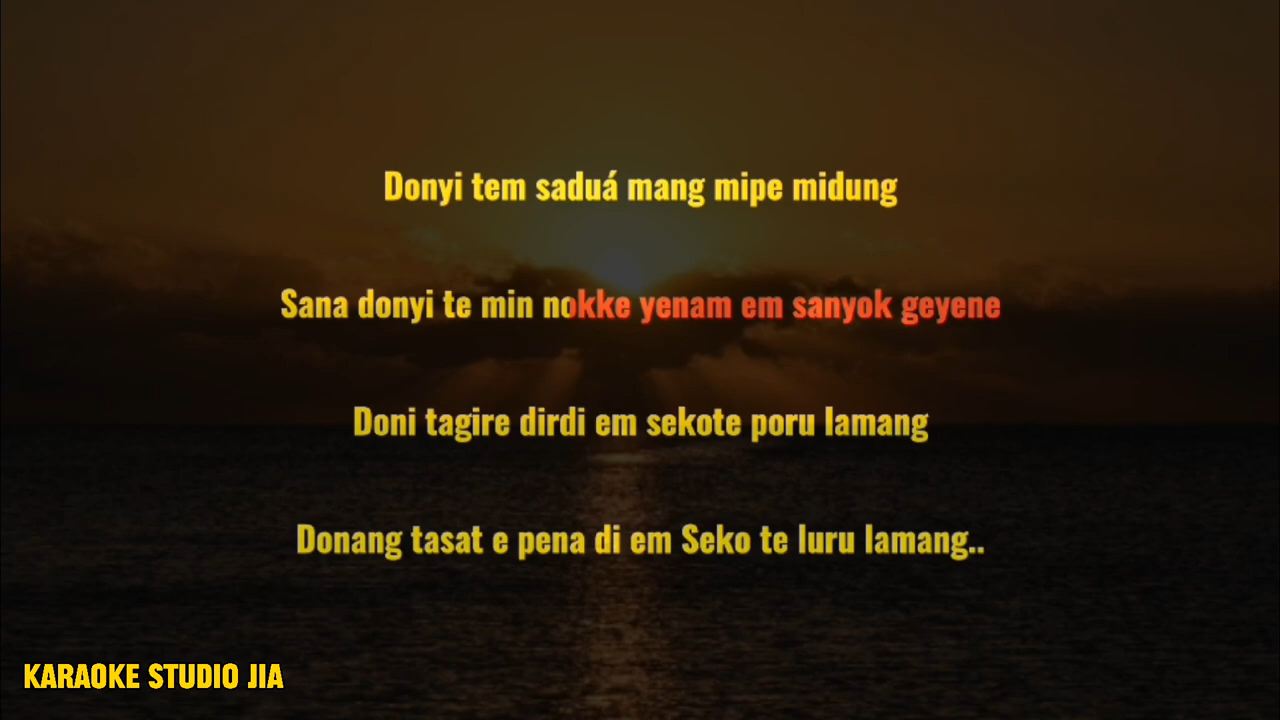 Donyi tem saduá mang mipe midung
Sana donyi te min nokke yenam em sanyok geyene
Doni tagire dirdi em sekote poru lamang
Donang tasat e pena di em Seko te luru lamang..
KARAOKE STUDIO JIA